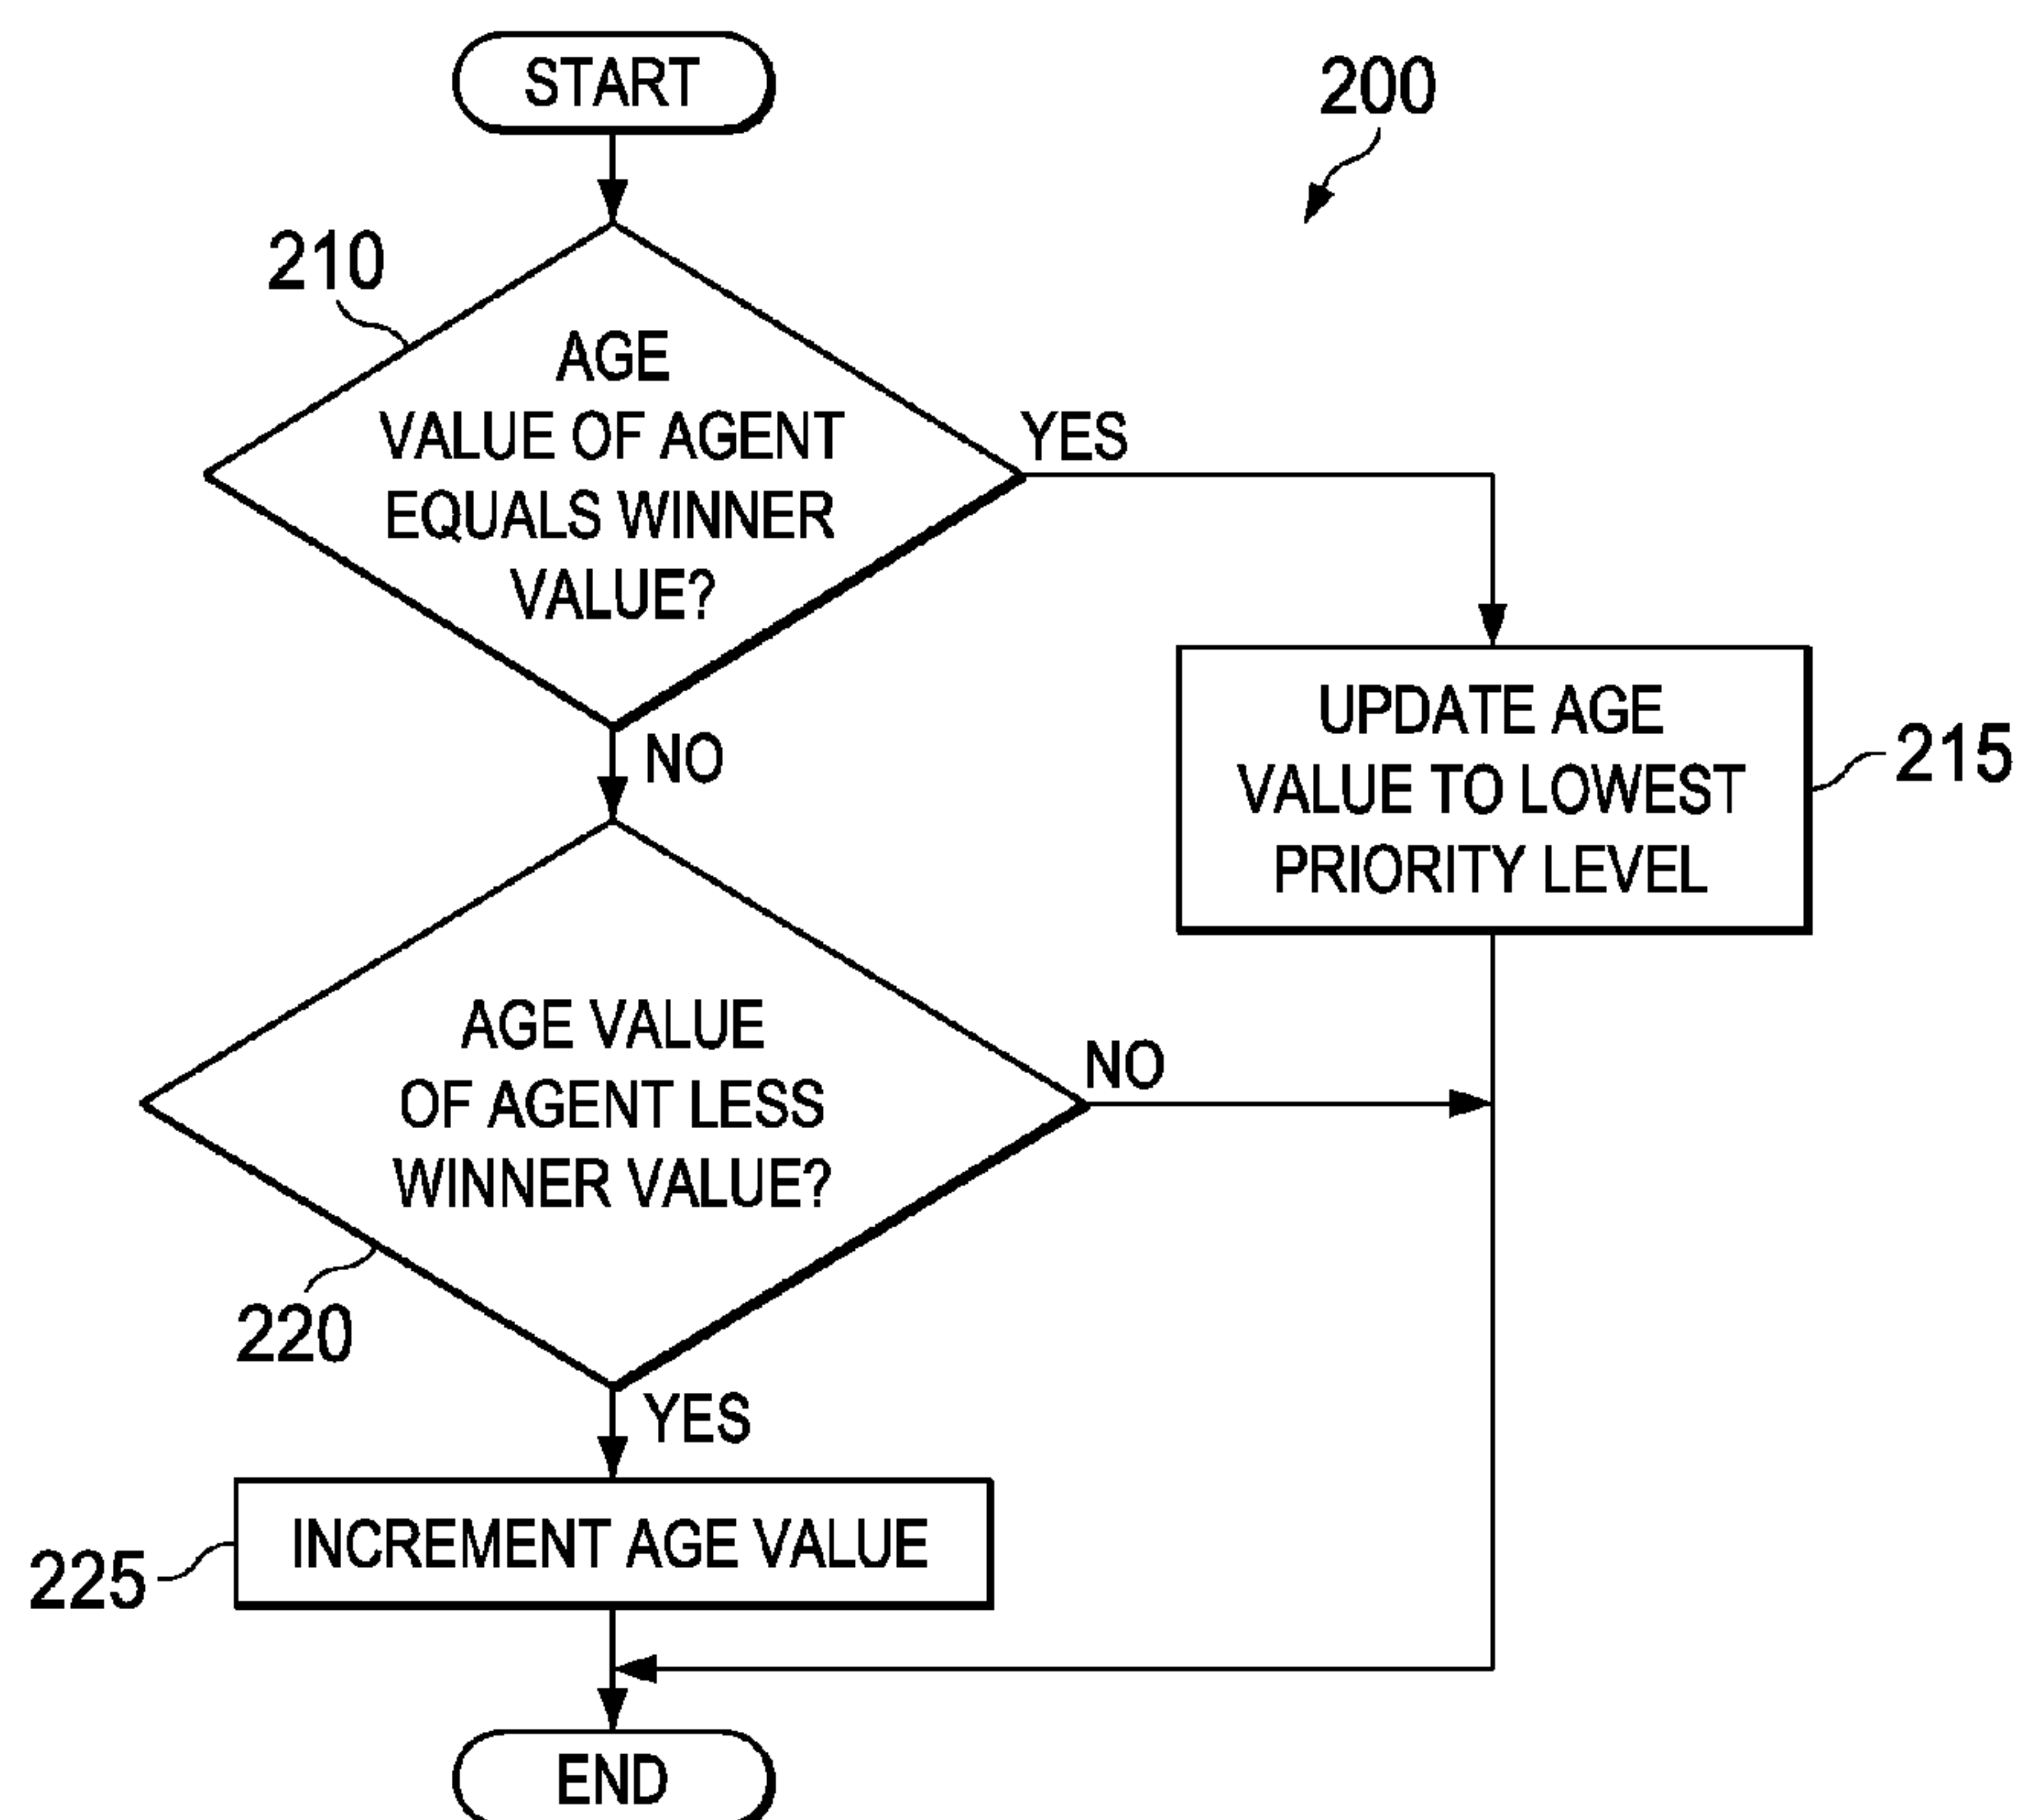 START
200
210
AGE
VALUE OF AGENT
EQUALS WINNER
VALUE?
YES
NO
UPDATE AGE
VALUE TO LOWEST
PRIORITY LEVEL
215
AGE VALUE
OF AGENT LESS
WINNER VALUE?
NO
220
YES
INCREMENT AGE VALUE
225
END